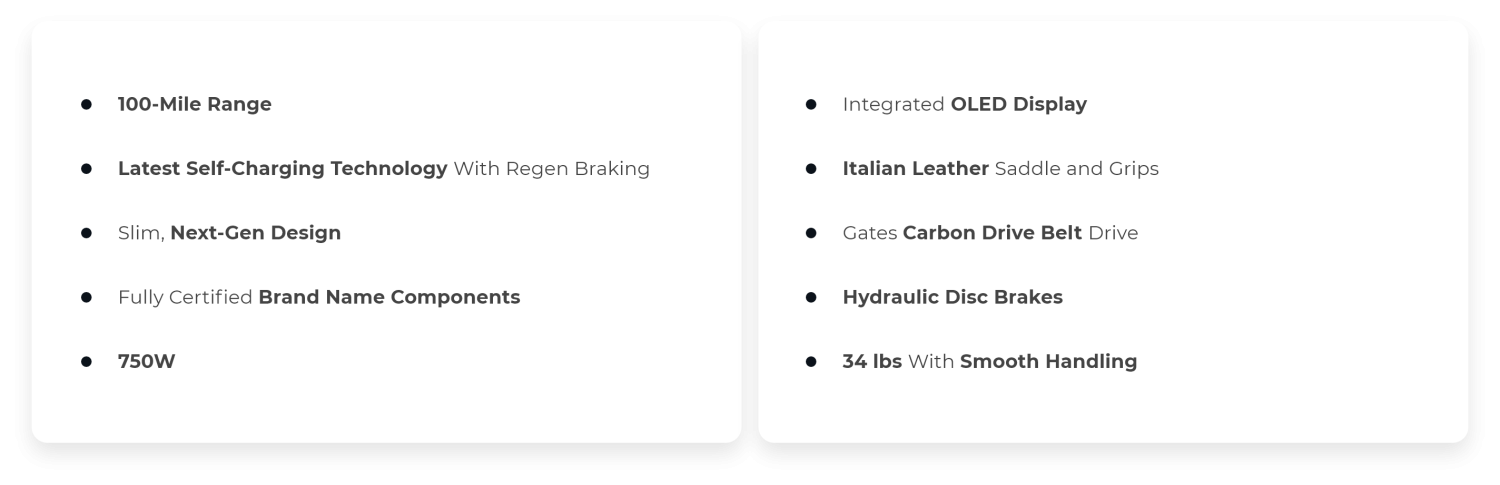 100-Mile Range
Latest Self-Charging Technology With Regen Braking
Slim, Next-Gen Design
Fully Certified Brand Name Components
750W
Integrated OLED Display
Italian Leather Saddle and Grips
Gates Carbon Drive Belt Drive
Hydraulic Disc Brakes
34 lbs With Smooth Handling